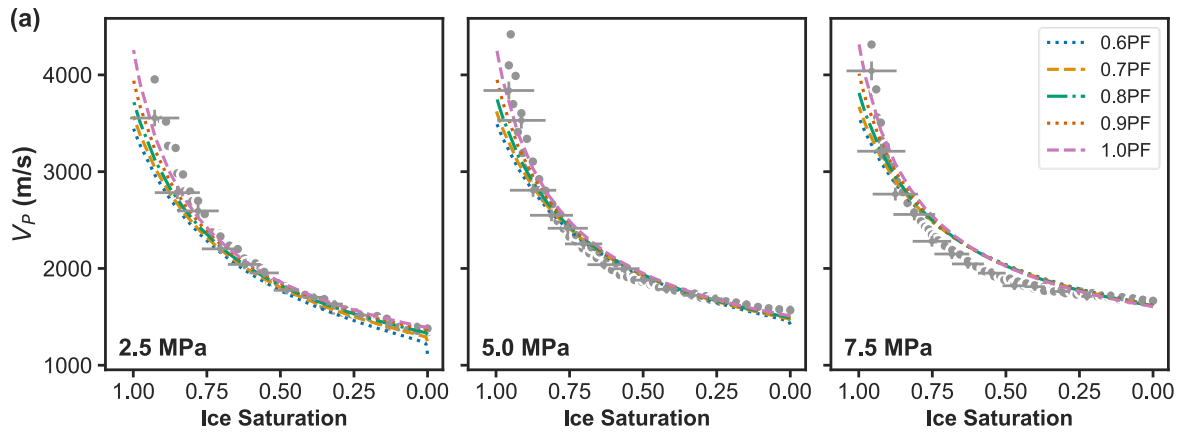 (a)
V_P (m/s)
4000
3000
2000
1000
2.5 MPa
5.0 MPa
7.5 MPa
0.6PF
0.7PF
0.8PF
0.9PF
1.0PF
1.00 0.75 0.50 0.25 0.00
1.00 0.75 0.50 0.25 0.00
1.00 0.75 0.50 0.25 0.00
Ice Saturation
Ice Saturation
Ice Saturation